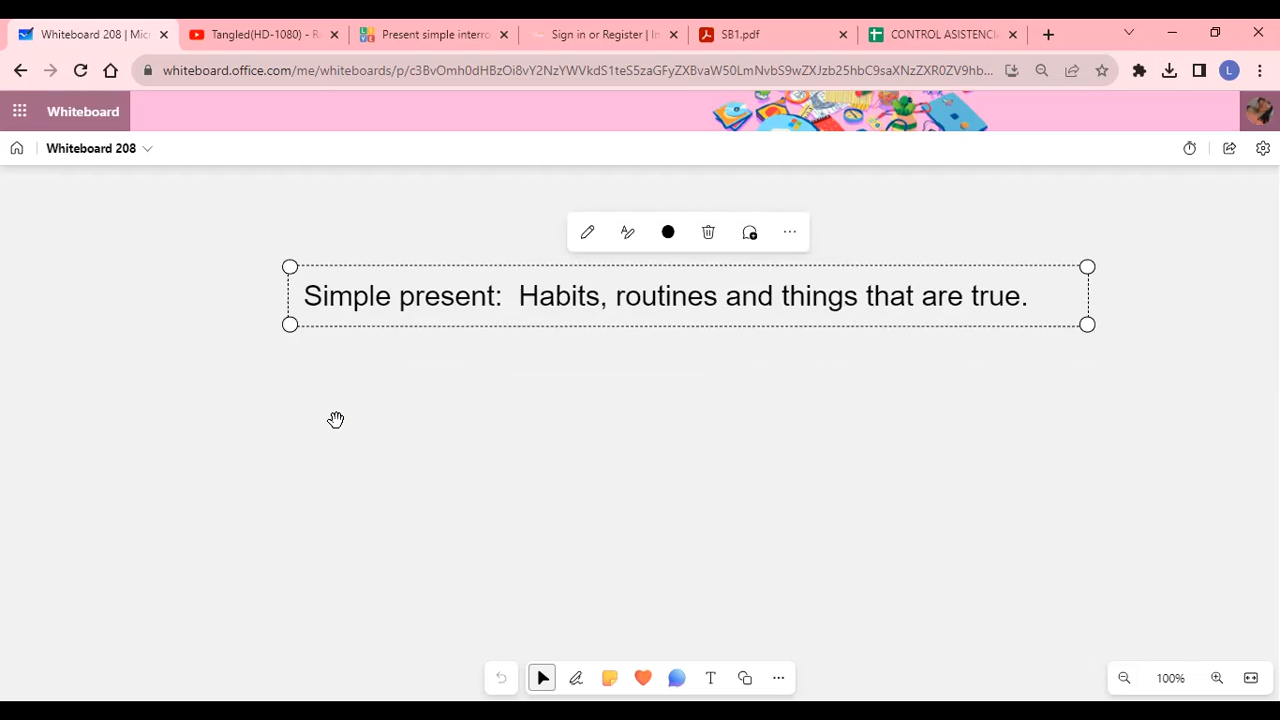 Whiteboard 208 | Mic
Tangled(HD-1080) - R
Present simple interro
Sign in or Register | In
SB1.pdf
CONTROL ASISTENCI
whiteboard.office.com/me/whiteboards/p/c3BvOmh0dHBzOi8vY2NzYWVkdS1teS5zaGFyZXBvaW50LmNvbS9wZXJzb25hbC9saXNzZXR0ZV9hb...
L
Whiteboard
Whiteboard 208
Simple present:  Habits, routines and things that are true.
T
100%